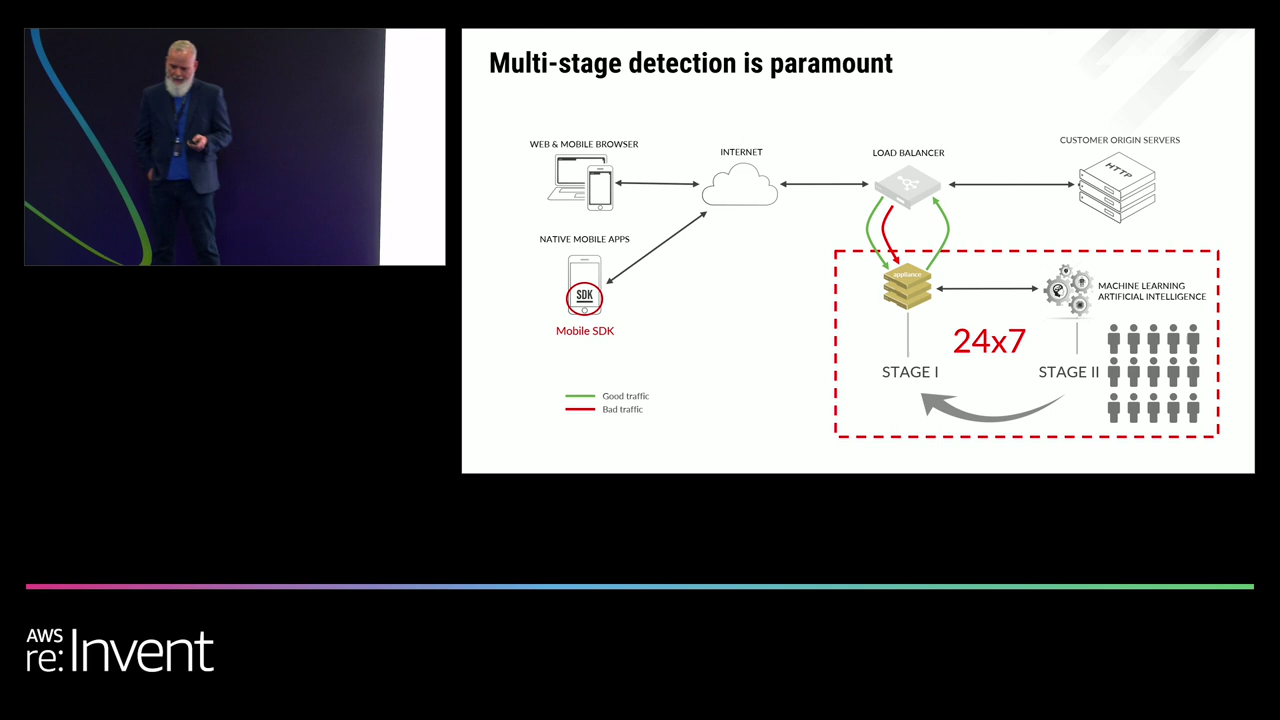 Multi-stage detection is paramount
WEB & MOBILE BROWSER
INTERNET
LOAD BALANCER
CUSTOMER ORIGIN SERVERS
HTTP
NATIVE MOBILE APPS
SDK
Mobile SDK
appliance
MACHINE LEARNING
ARTIFICIAL INTELLIGENCE
24x7
STAGE I
STAGE II
Good traffic
Bad traffic
AWS
re:Invent